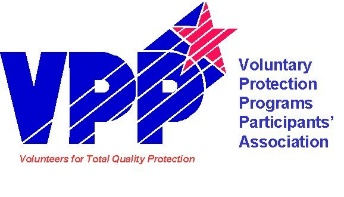 VPP
Voluntary
Protection
Programs
Participants'
Association
Volunteers for Total Quality Protection